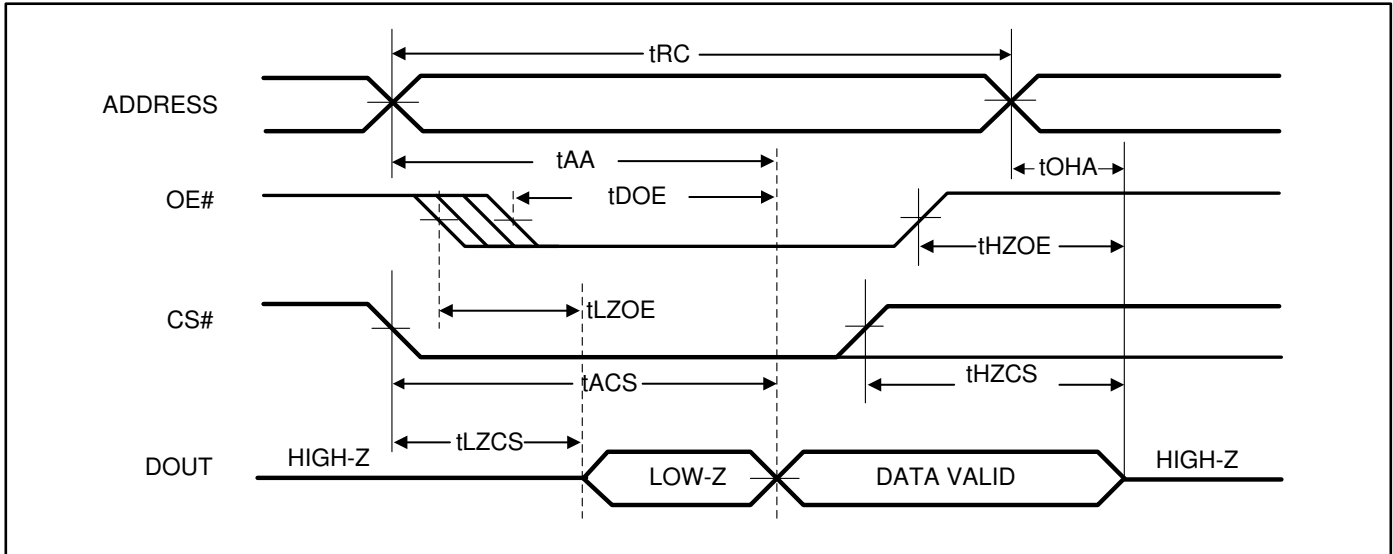 tRC
ADDRESS
tAA
tOHA
OE#
tDOE
tHZOE
tLZOE
CS#
tACS
tHZCS
tLZCS
DOUT
HIGH-Z
LOW-Z
DATA VALID
HIGH-Z